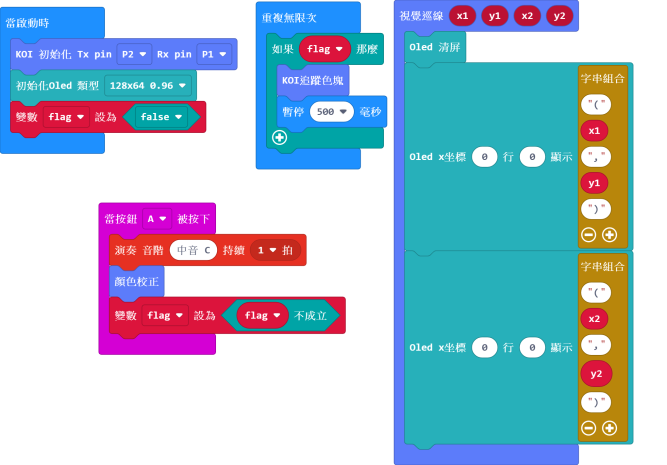 當啟動時
KOI 初始化 Tx pin P2 Rx pin P1
初始化Oled 類型 128x64 0.96
變數 flag 設為 false
重複無限次
如果 flag 那麼
KOI追蹤色塊
暫停 500 毫秒
當按鈕 A 被按下
演奏 音階 中音 C 持續 1 拍
顏色校正
變數 flag 設為 flag 不成立
視覺巡線 x1 y1 x2 y2
Oled 清屏
Oled x坐標 0 行 0 顯示
字串組合
"("
x1
","
y1
")"
Oled x坐標 0 行 0 顯示
字串組合
"("
x2
","
y2
")"